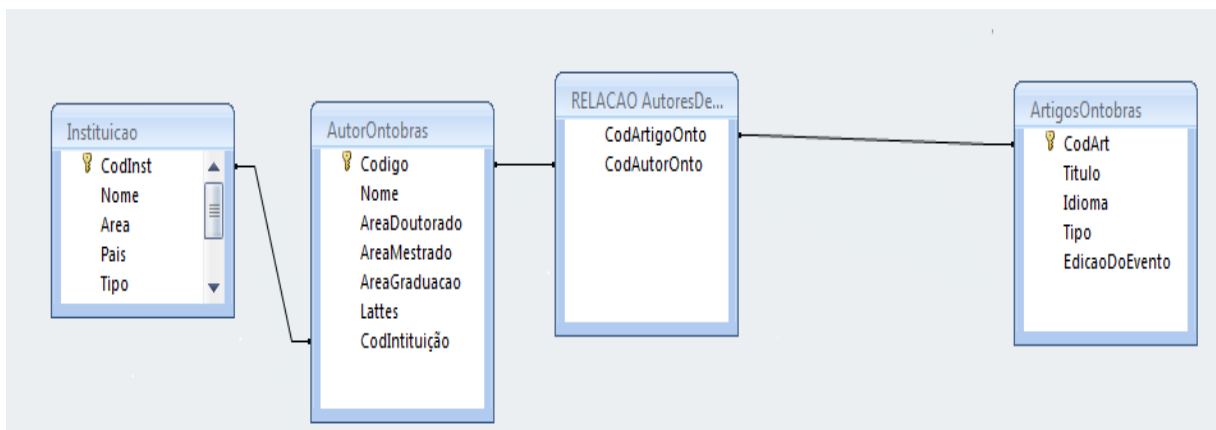 Instituicao
CodInst
Nome
Area
Pais
Tipo
AutorOntobras
Codigo
Nome
AreaDoutorado
AreaMestrado
AreaGraduacao
Lattes
CodIntituição
RELACAO AutoresDe...
CodArtigoOnto
CodAutorOnto
ArtigosOntobras
CodArt
Titulo
Idioma
Tipo
EdicaoDoEvento